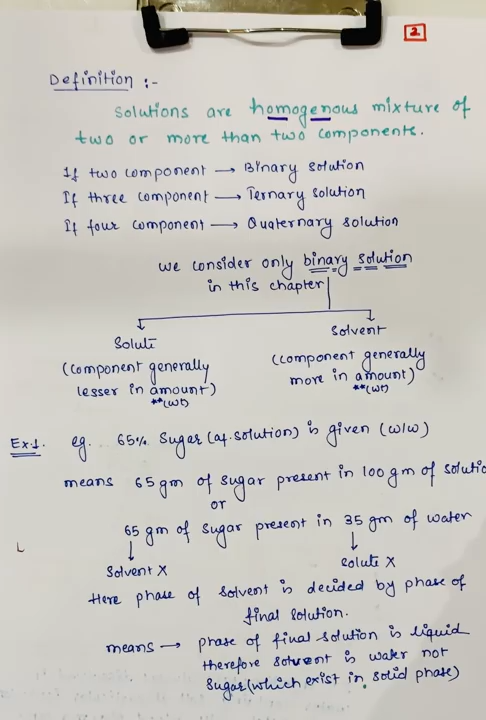 2
Definition :-
Solutions are homogenous mixture of
two or more than two components.
If two component → Binary solution
If three component → Ternary solution
If four component → Quaternary solution
We consider only binary solution
in this chapter
Solute
Solvent
(component generally
lesser in amount)
**(wt)
(component generally
more in amount)
**(wt)
Ex.1. eg. 65% Sugar (aq. solution) is given (w/w)
means 65 gm of sugar present in 100 gm of solutio
or
65 gm of sugar present in 35 gm of water
Solvent X
Solute X
Here phase of solvent is decided by phase of
final solution.
means → phase of final solution is liquid
therefore solvent is water not
Sugar (which exist in solid phase)